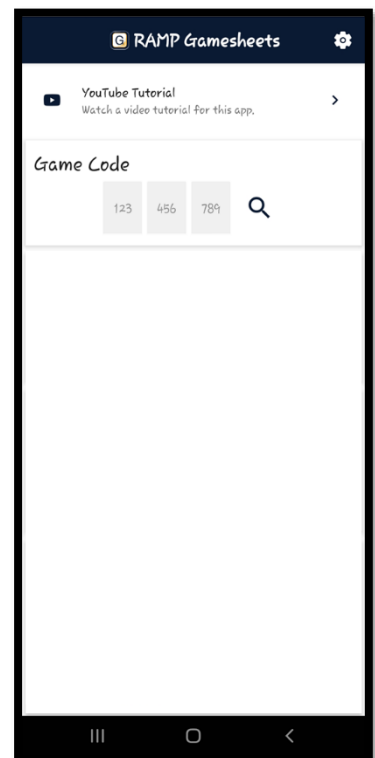 G RAMP Gamesheets
YouTube Tutorial
Watch a video tutorial for this app.
Game Code
123 456 789